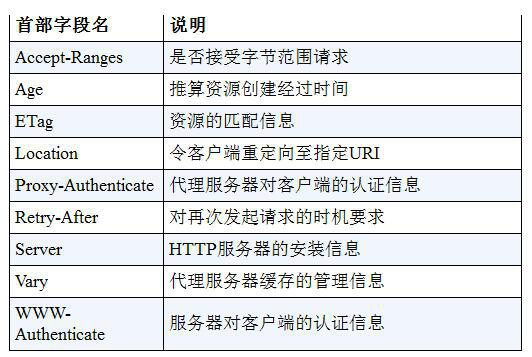 首部字段名 说明
Accept-Ranges 是否接受字节范围请求
Age 推算资源创建经过时间
ETag 资源的匹配信息
Location 令客户端重定向至指定URI
Proxy-Authenticate 代理服务器对客户端的认证信息
Retry-After 对再次发起请求的时机要求
Server HTTP服务器的安装信息
Vary 代理服务器缓存的管理信息
WWW-
Authenticate 服务器对客户端的认证信息